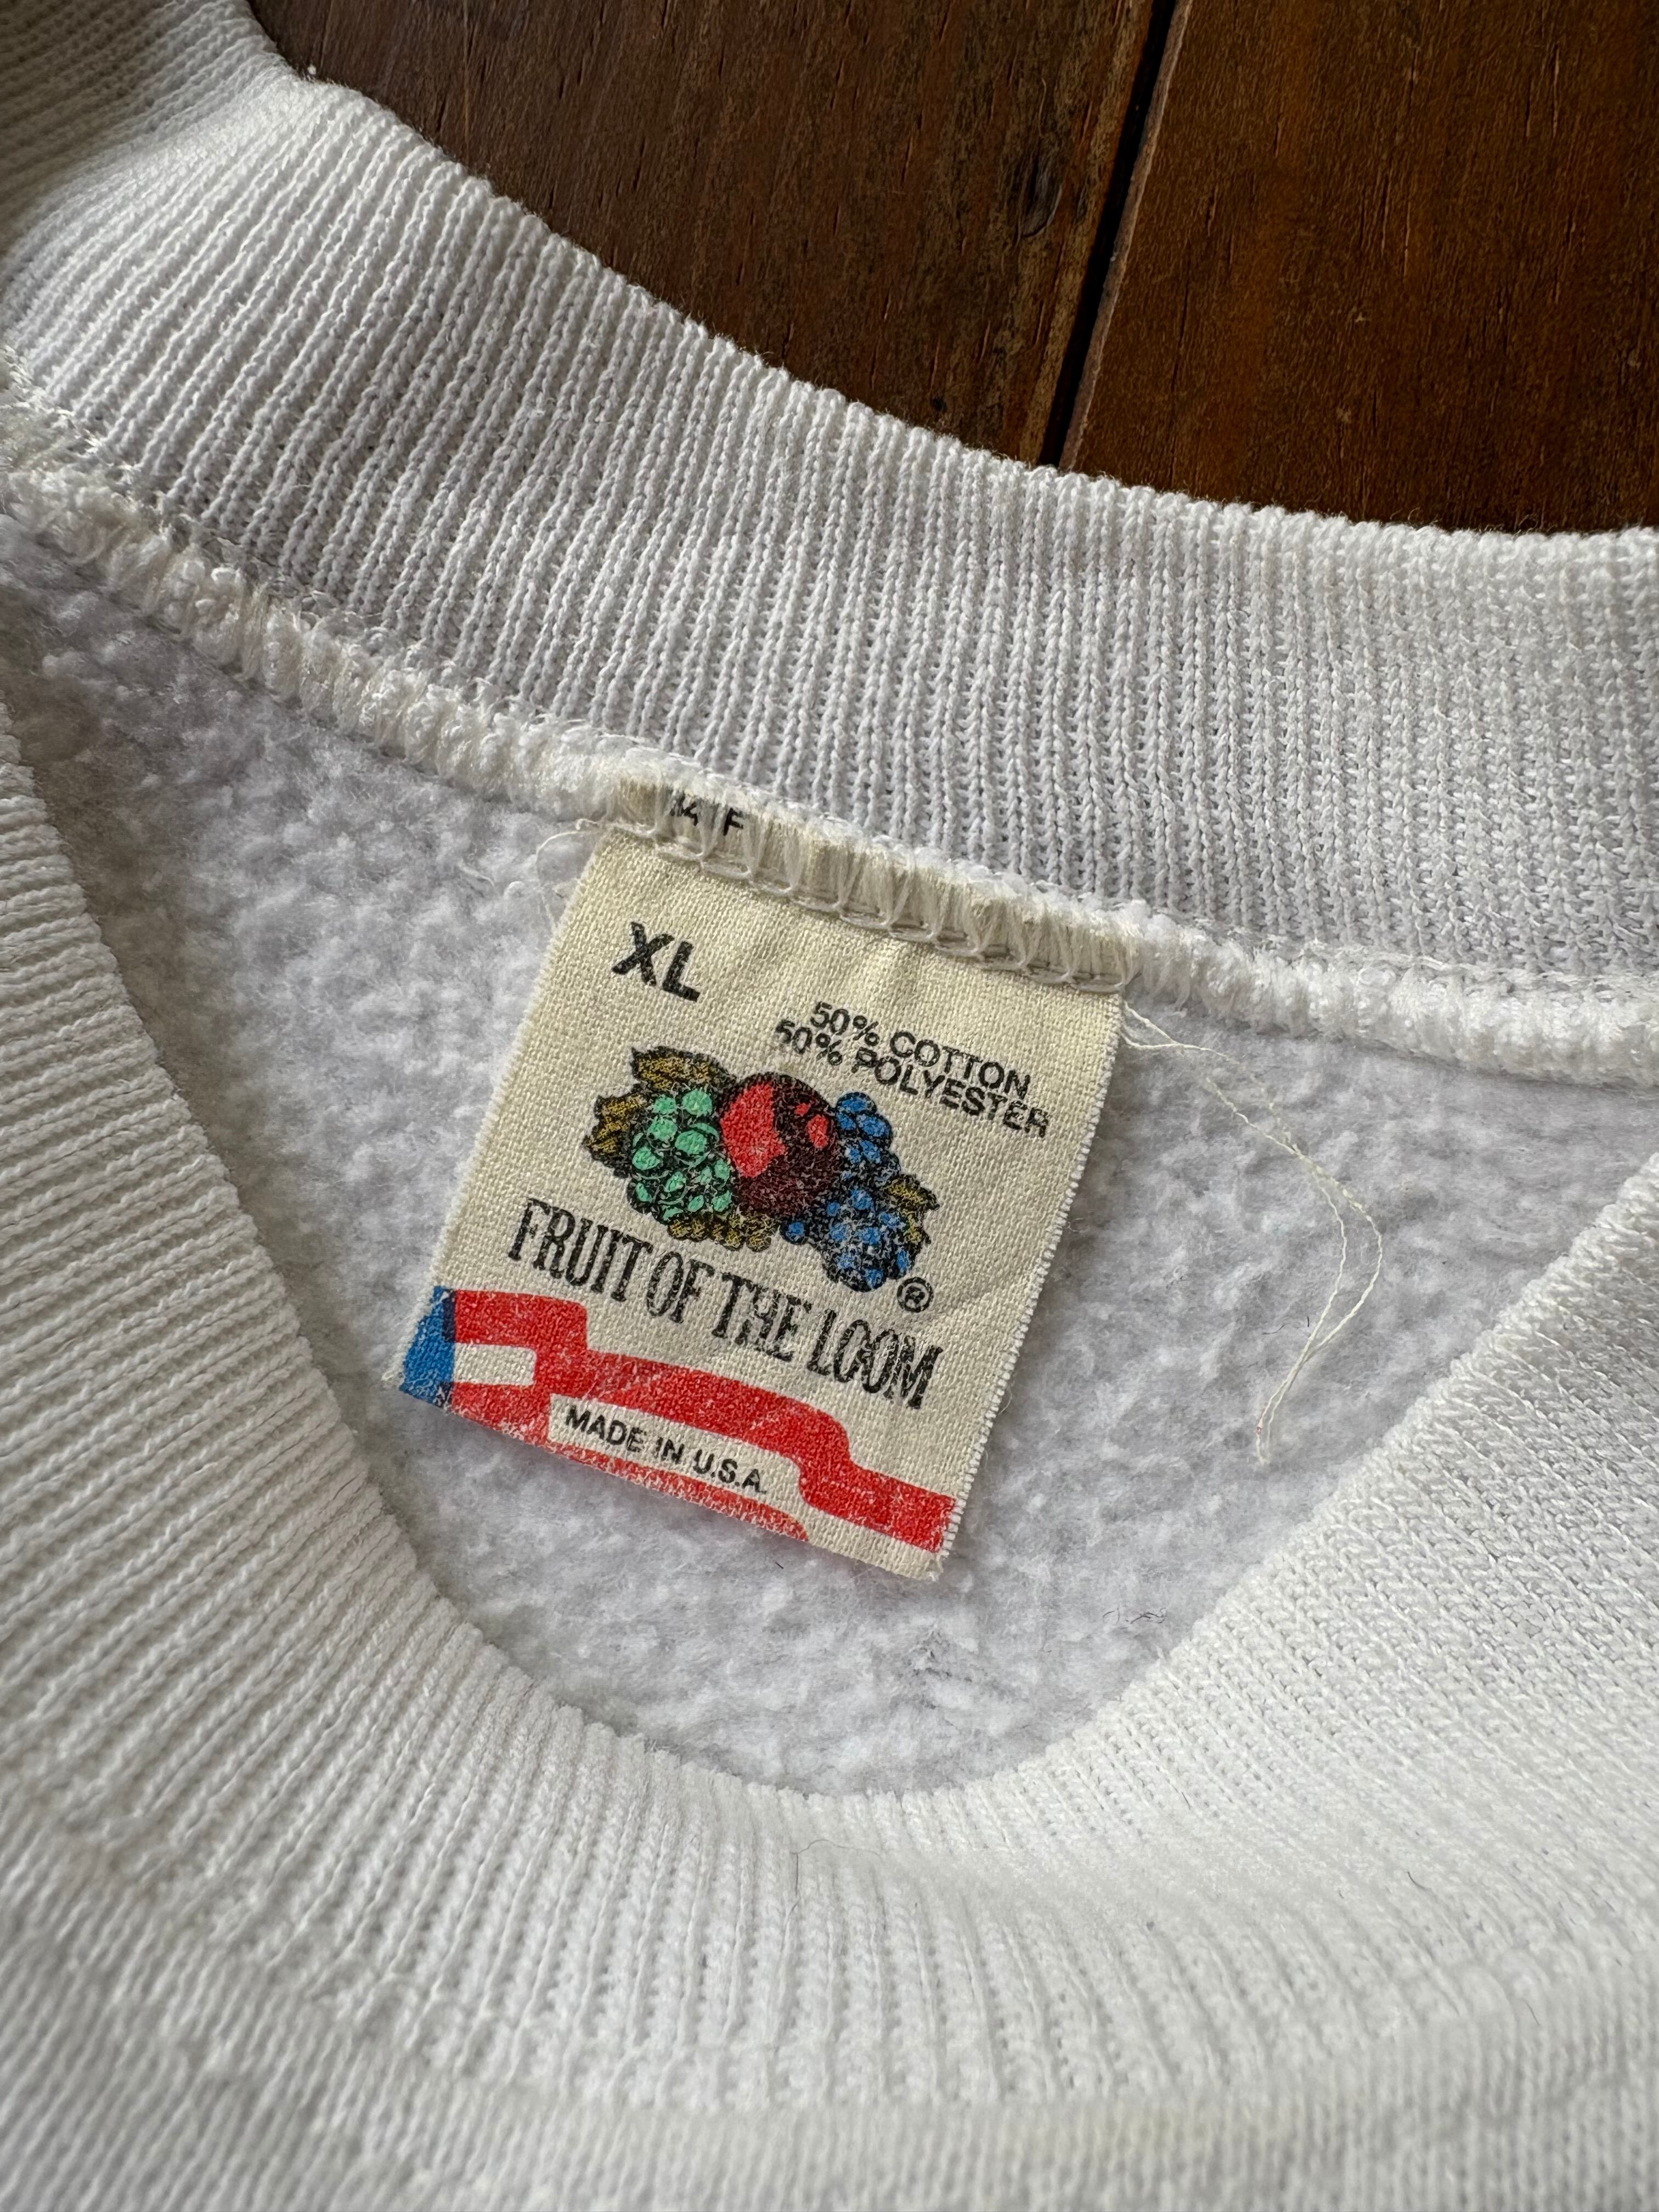 XL
50% COTTON
50% POLYESTER
FRUIT OF THE LOOM
®
MADE IN U.S.A.